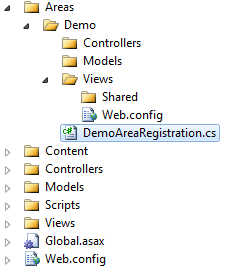 Areas
Demo
Controllers
Models
Views
Shared
Web.config
DemoAreaRegistration.cs
Content
Controllers
Models
Scripts
Views
Global.asax
Web.config